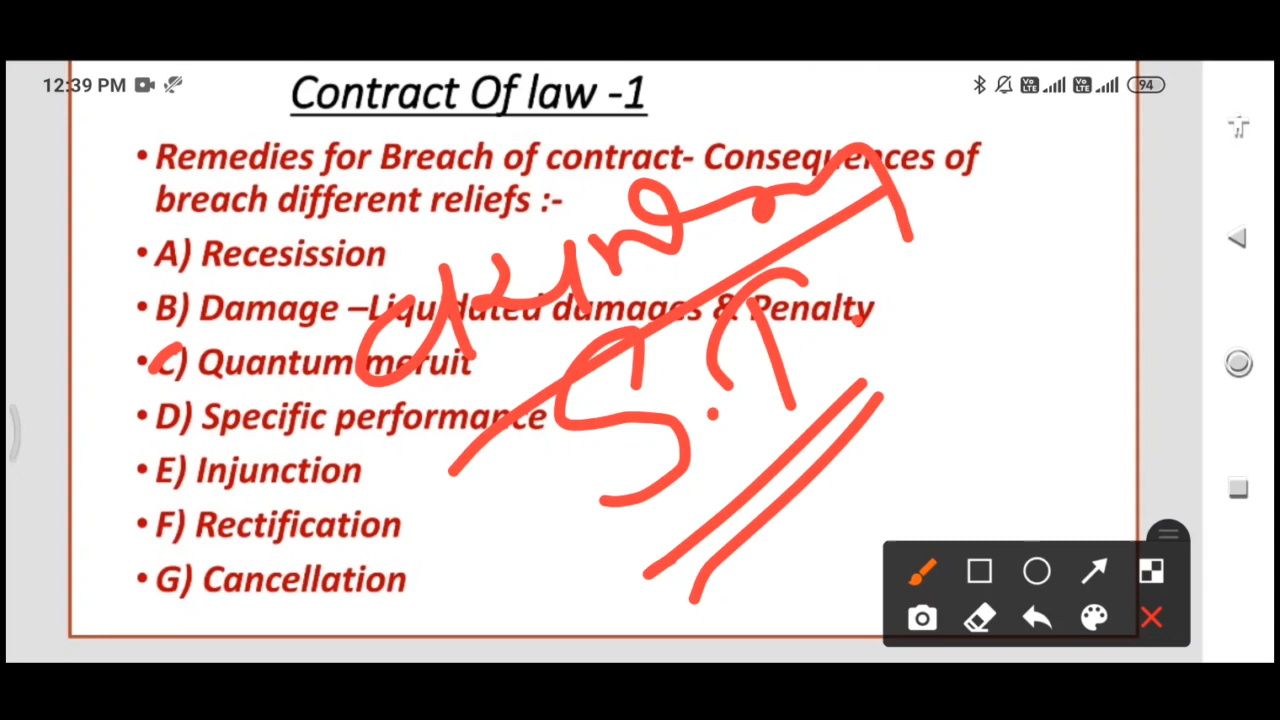 12:39 PM
94
Contract Of law -1
• Remedies for Breach of contract- Consequences of
breach different reliefs :-
• A) Recesission
• B) Damage –Liquidated damages & Penalty
• C) Quantum meruit
• D) Specific performance
• E) Injunction
• F) Rectification
• G) Cancellation
S.T.